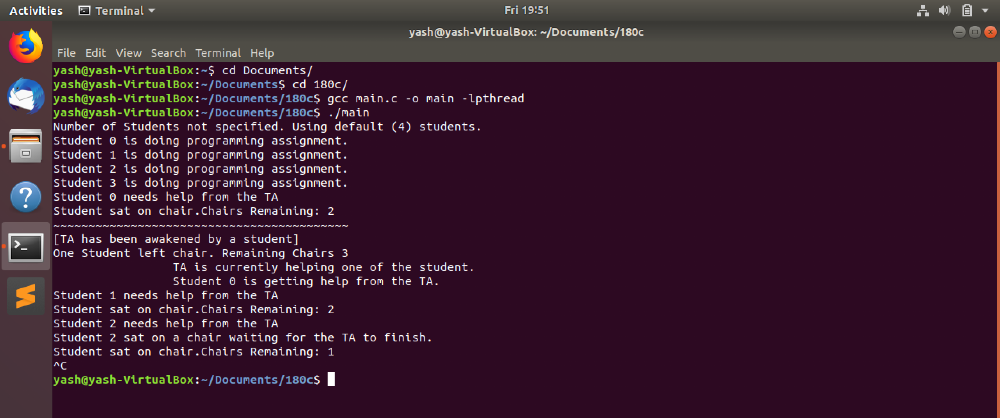 Activities Terminal Fri 19:51
yash@yash-VirtualBox: ~/Documents/180c
File Edit View Search Terminal Help
yash@yash-VirtualBox:~$ cd Documents/
yash@yash-VirtualBox:~/Documents$ cd 180c/
yash@yash-VirtualBox:~/Documents/180c$ gcc main.c -o main -lpthread
yash@yash-VirtualBox:~/Documents/180c$ ./main
Number of Students not specified. Using default (4) students.
Student 0 is doing programming assignment.
Student 1 is doing programming assignment.
Student 2 is doing programming assignment.
Student 3 is doing programming assignment.
Student 0 needs help from the TA
Student sat on chair.Chairs Remaining: 2
~~~~~~~~~~~~~~~~~~~~~~~~~~~~~~~~~~~~~~~~~~
[TA has been awakened by a student]
One Student left chair. Remaining Chairs 3
TA is currently helping one of the student.
Student 0 is getting help from the TA.
Student 1 needs help from the TA
Student sat on chair.Chairs Remaining: 2
Student 2 needs help from the TA
Student 2 sat on a chair waiting for the TA to finish.
Student sat on chair.Chairs Remaining: 1
^C
yash@yash-VirtualBox:~/Documents/180c$